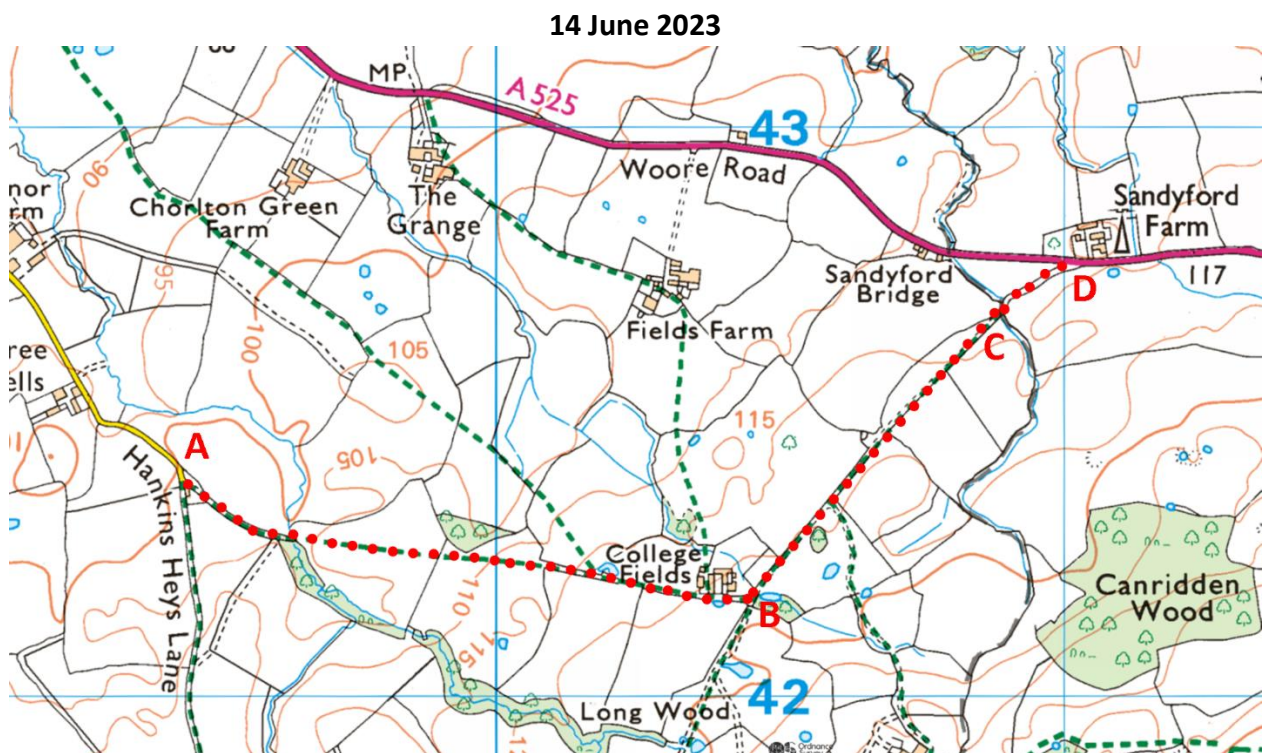 14 June 2023
MP
A 525
43
90
Woore Road
The
Grange
Chorlton Green
Farm
Sandyford
Farm
95
Sandyford
Bridge
D
117
100
Fields Farm
105
C
115
A
105
Hankins Heys Lane
College
Fields
110
B
Canridden
Wood
115
42
Long Wood